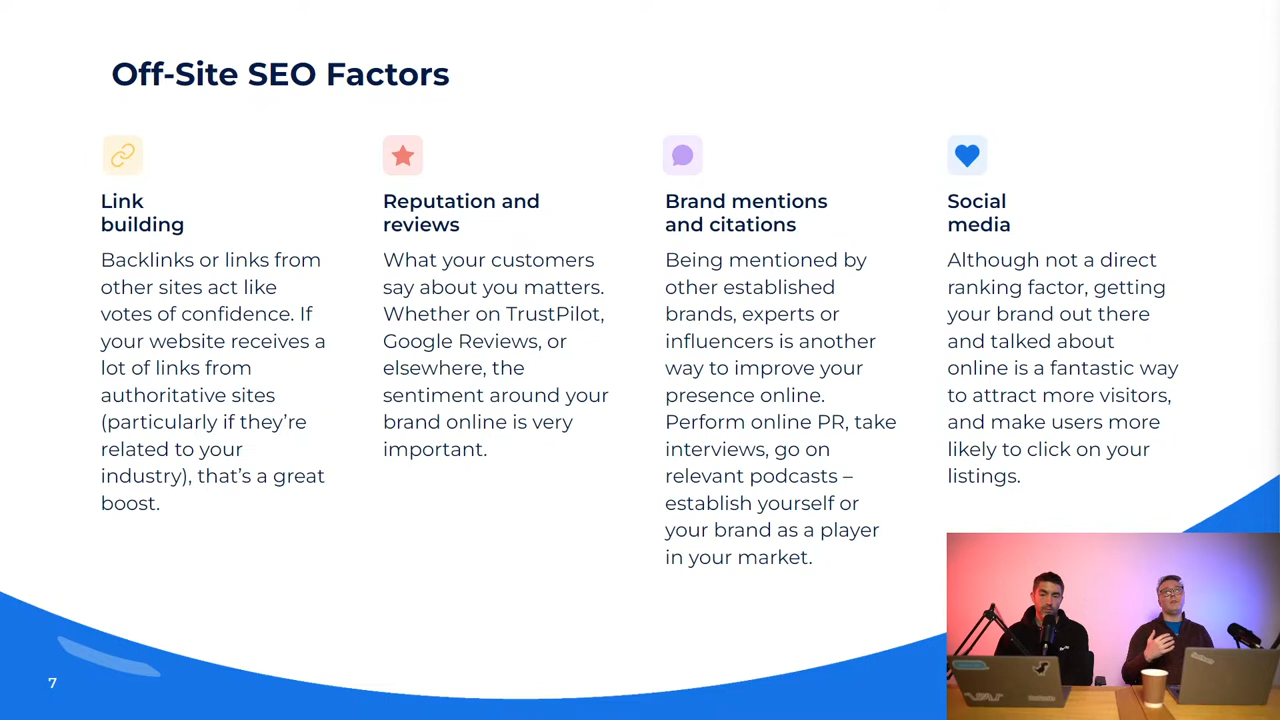 Off-Site SEO Factors
Link
building
Backlinks or links from
other sites act like
votes of confidence. If
your website receives a
lot of links from
authoritative sites
(particularly if they’re
related to your
industry), that’s a great
boost.
Reputation and
reviews
What your customers
say about you matters.
Whether on TrustPilot,
Google Reviews, or
elsewhere, the
sentiment around your
brand online is very
important.
Brand mentions
and citations
Being mentioned by
other established
brands, experts or
influencers is another
way to improve your
presence online.
Perform online PR, take
interviews, go on
relevant podcasts –
establish yourself or
your brand as a player
in your market.
Social
media
Although not a direct
ranking factor, getting
your brand out there
and talked about
online is a fantastic way
to attract more visitors,
and make users more
likely to click on your
listings.
7